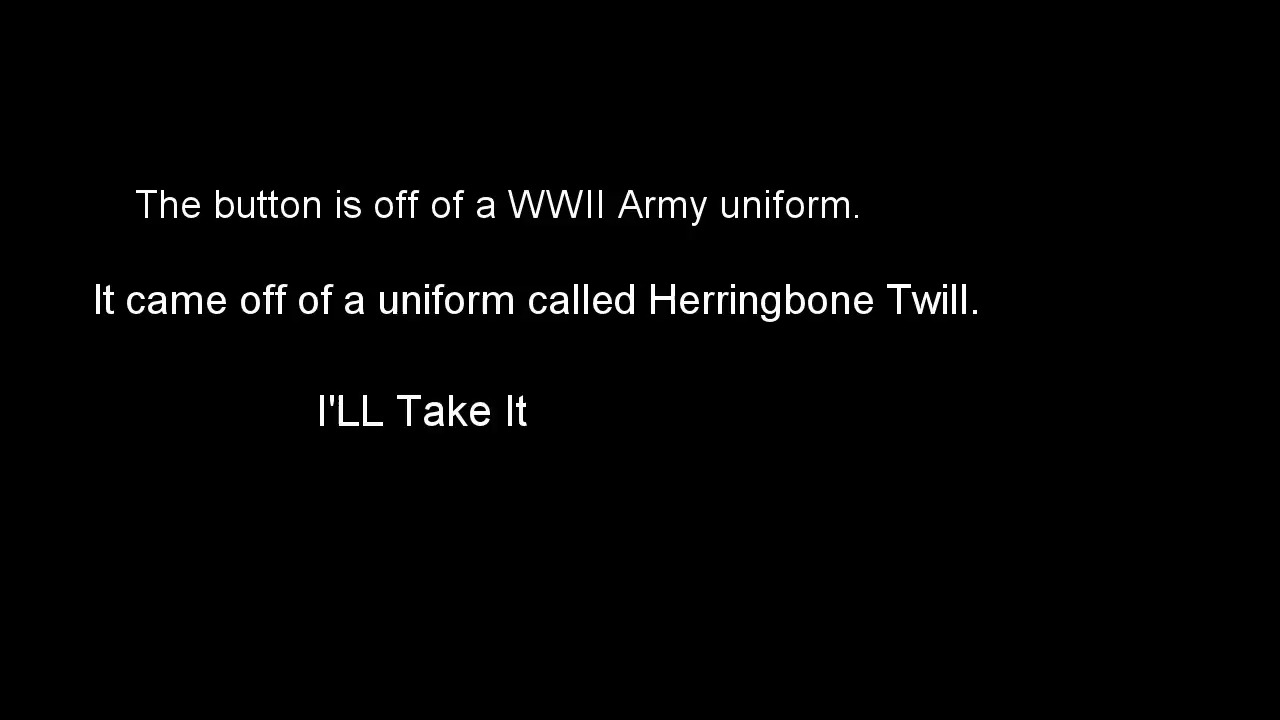 The button is off of a WWII Army uniform.
It came off of a uniform called Herringbone Twill.
I'LL Take It